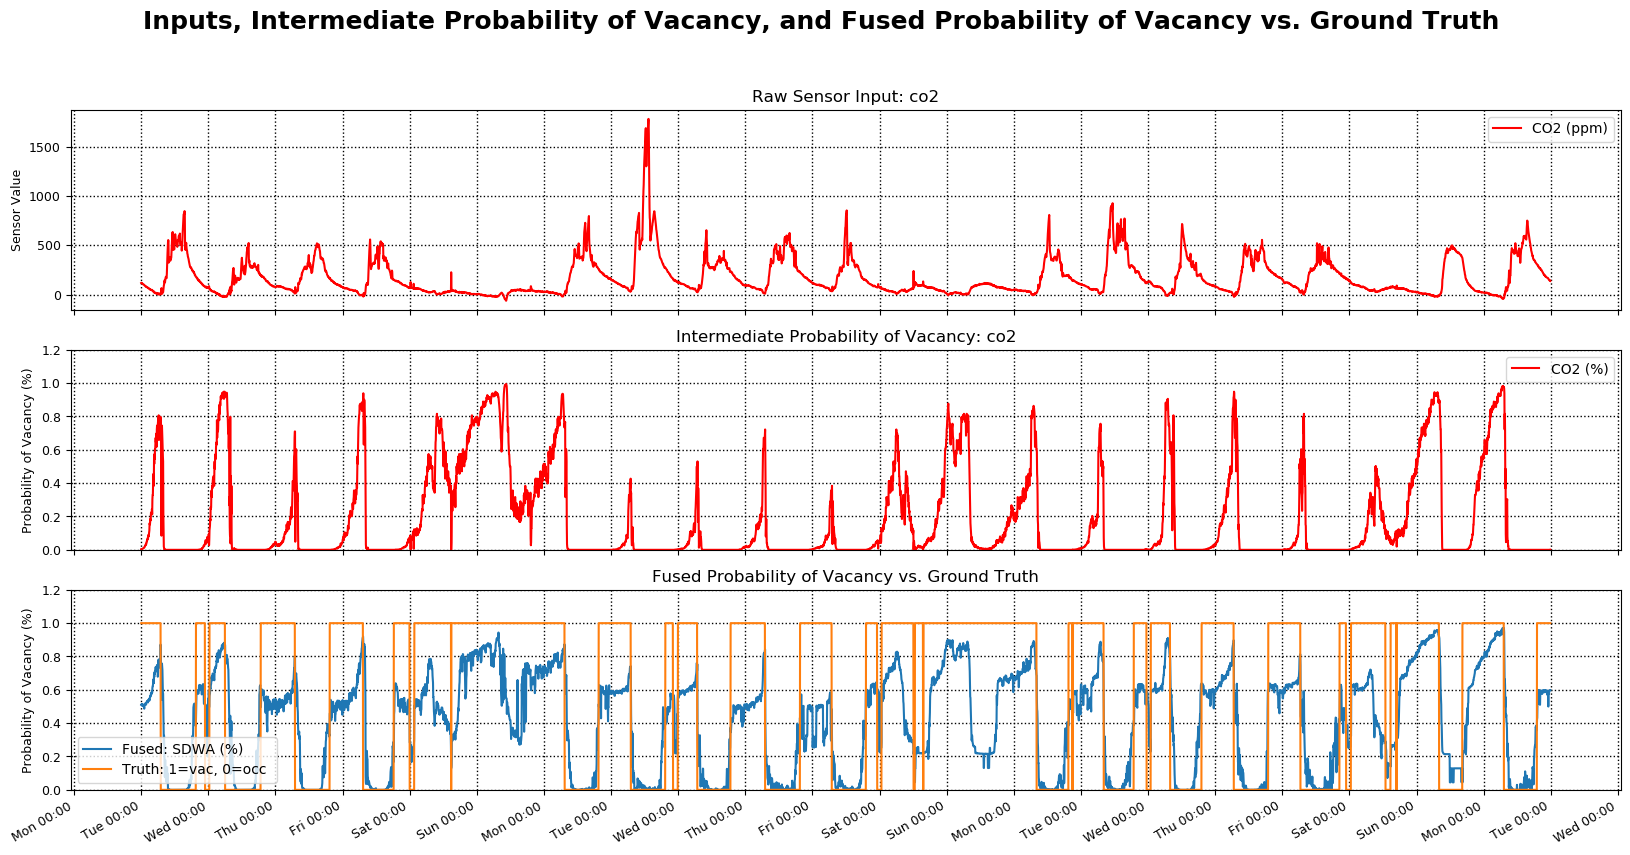 Inputs, Intermediate Probability of Vacancy, and Fused Probability of Vacancy vs. Ground Truth
Raw Sensor Input: co2
Sensor Value
1500
1000
500
0
CO2 (ppm)
Intermediate Probability of Vacancy: co2
Probability of Vacancy (%)
1.2
1.0
0.8
0.6
0.4
0.2
0.0
CO2 (%)
Fused Probability of Vacancy vs. Ground Truth
Probability of Vacancy (%)
1.2
1.0
0.8
0.6
0.4
0.2
0.0
Fused: SDWA (%)
Truth: 1=vac, 0=occ
Mon 00:00
Tue 00:00
Wed 00:00
Thu 00:00
Fri 00:00
Sat 00:00
Sun 00:00
Mon 00:00
Tue 00:00
Wed 00:00
Thu 00:00
Fri 00:00
Sat 00:00
Sun 00:00
Mon 00:00
Tue 00:00
Wed 00:00
Thu 00:00
Fri 00:00
Sat 00:00
Sun 00:00
Mon 00:00
Tue 00:00
Wed 00:00